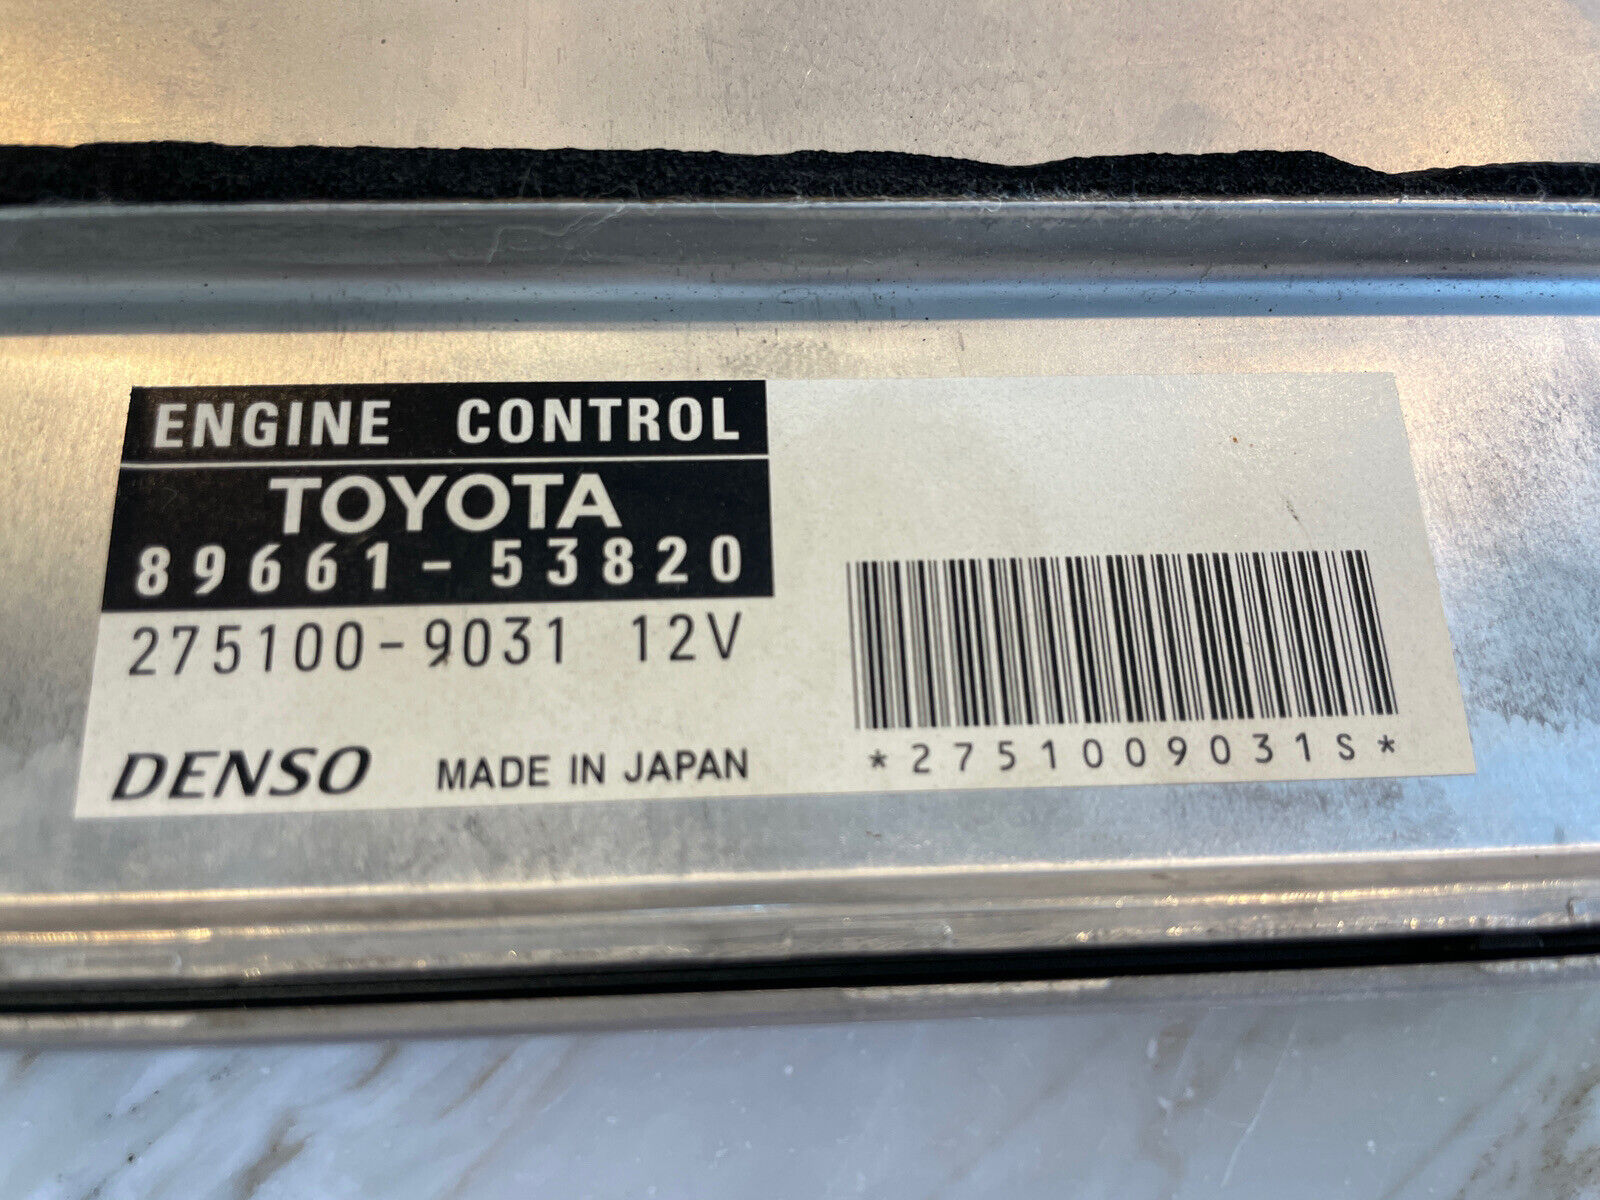 ENGINE CONTROL
TOYOTA
89661-53820
275100-9031 12V
DENSO MADE IN JAPAN
*2751009031S*